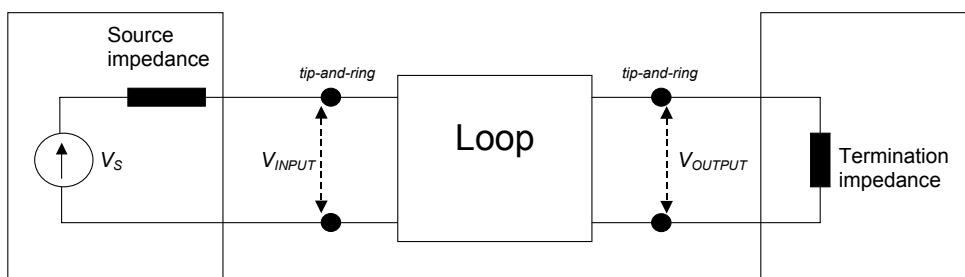 Source
impedance
tip-and-ring
tip-and-ring
Loop
V_S
V_INPUT
V_OUTPUT
Termination
impedance